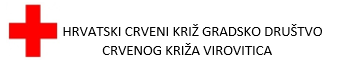 HRVATSKI CRVENI KRIŽ GRADSKO DRUŠTVO
CRVENOG KRIŽA VIROVITICA